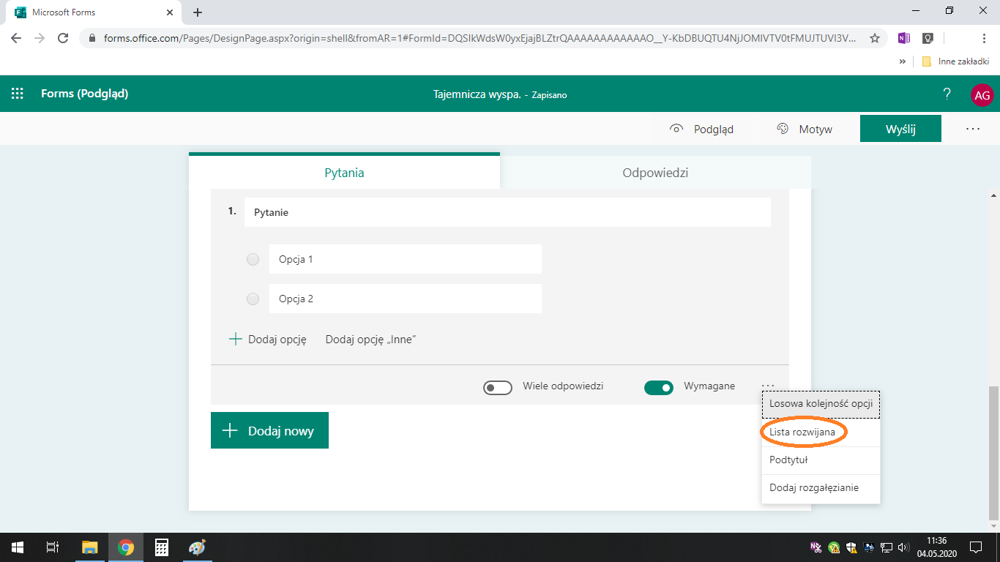 Microsoft Forms
forms.office.com/Pages/DesignPage.aspx?origin=shell&fromAR=1#FormId=DQSIkWdsW0yxEjajBLZtrQAAAAAAAAAAAAO__Y-KbDBUQTU4NjJOMlVTV0tFMUJTUVI3V...
» Inne zakładki
Forms (Podgląd)
Tajemnicza wyspa. - Zapisano
? AG
Podgląd Motyw Wyślij ...
Pytania Odpowiedzi
1. Pytanie
Opcja 1
Opcja 2
Dodaj opcję Dodaj opcję „Inne”
Wiele odpowiedzi Wymagane ...
Losowa kolejność opcji
Lista rozwijana
Podtytuł
Dodaj rozgałęzianie
Dodaj nowy
11:36
04.05.2020